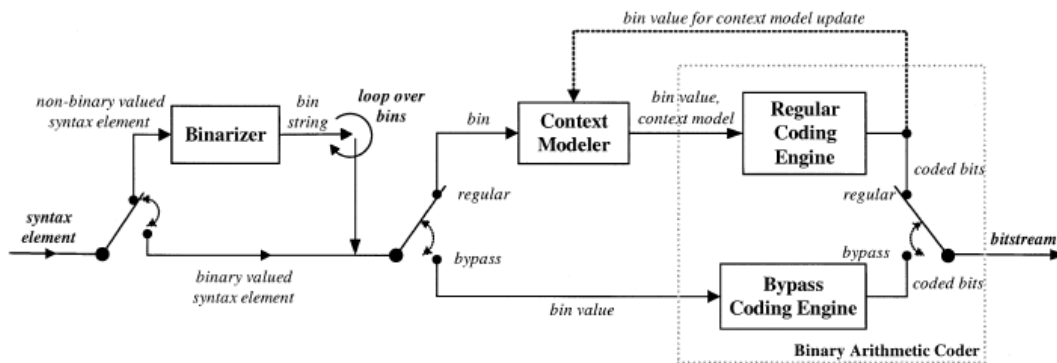 bin value for context model update
non-binary valued
syntax element
Binarizer
bin
string
loop over
bins
bin
Context
Modeler
bin value,
context model
Regular
Coding
Engine
coded bits
regular
regular
syntax
element
bypass
bypass
bitstream
binary valued
syntax element
bin value
Bypass
Coding Engine
coded bits
Binary Arithmetic Coder